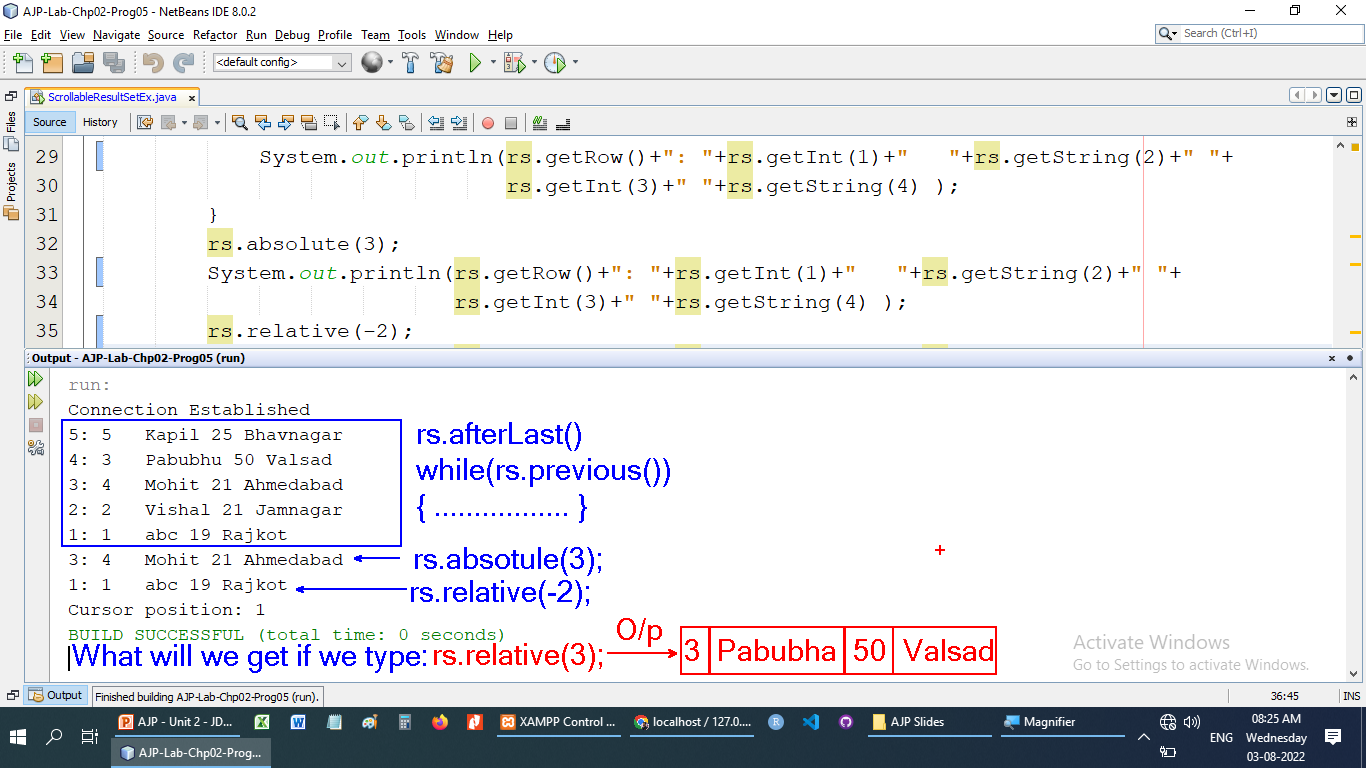 AJP-Lab-Chp02-Prog05 - NetBeans IDE 8.0.2
File Edit View Navigate Source Refactor Run Debug Profile Team Tools Window Help
Search (Ctrl+I)
<default config>
ScrollableResultSetEx.java
Files
Projects
Source History
29 System.out.println(rs.getRow()+": "+rs.getInt(1)+"   "+rs.getString(2)+" "+
30 rs.getInt(3)+" "+rs.getString(4) );
31 }
32 rs.absolute(3);
33 System.out.println(rs.getRow()+": "+rs.getInt(1)+"   "+rs.getString(2)+" "+
34 rs.getInt(3)+" "+rs.getString(4) );
35 rs.relative(-2);
Output - AJP-Lab-Chp02-Prog05 (run)
run:
Connection Established
5: 5   Kapil 25 Bhavnagar
4: 3   Pabubhu 50 Valsad
3: 4   Mohit 21 Ahmedabad
2: 2   Vishal 21 Jamnagar
1: 1   abc 19 Rajkot
rs.afterLast()
while(rs.previous())
{ ................. }
3: 4   Mohit 21 Ahmedabad rs.absotule(3);
1: 1   abc 19 Rajkot rs.relative(-2);
Cursor position: 1
BUILD SUCCESSFUL (total time: 0 seconds)
What will we get if we type: rs.relative(3); O/p 3 Pabubha 50 Valsad
Activate Windows
Go to Settings to activate Windows.
Output
Finished building AJP-Lab-Chp02-Prog05 (run).
36:45 INS
AJP - Unit 2 - JD... XAMPP Control ... localhost / 127.0.... AJP Slides Magnifier
AJP-Lab-Chp02-Prog...
ENG
08:25 AM
Wednesday
03-08-2022